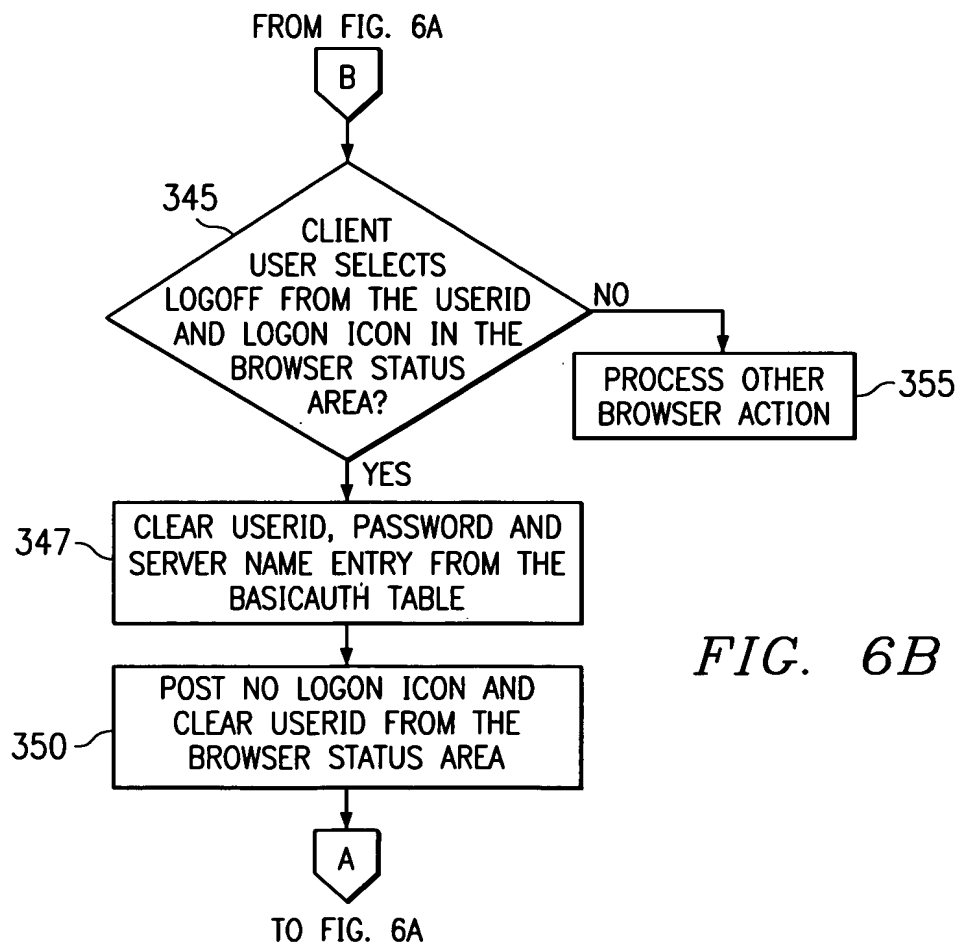 FROM FIG. 6A
B
345
CLIENT
USER SELECTS
LOGOFF FROM THE USERID
AND LOGON ICON IN THE
BROWSER STATUS
AREA?
NO
PROCESS OTHER
BROWSER ACTION
355
YES
347
CLEAR USERID, PASSWORD AND
SERVER NAME ENTRY FROM THE
BASICAUTH TABLE
FIG. 6B
350
POST NO LOGON ICON AND
CLEAR USERID FROM THE
BROWSER STATUS AREA
A
TO FIG. 6A